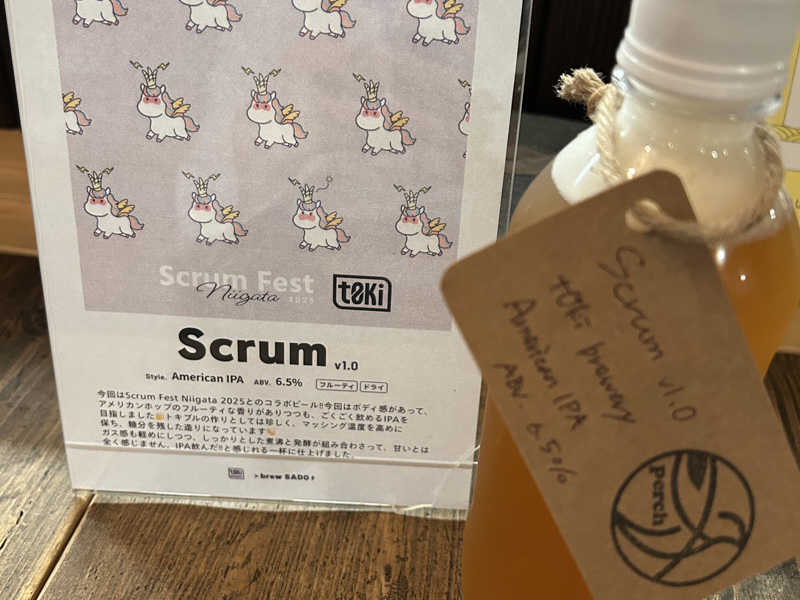 Scrum Fest
Niigata 2025
t0ki
Scrum v1.0
Style. American IPA ABV. 6.5% フルーティ ドライ
今回はScrum Fest Niigata 2025とのコラボビール!!今回はボディ感があって、
アメリカンホップのフルーティな香りがありつつも、ごくごく飲めるIPAを
目指しました トキブルの作りとしては珍しく、マッシング温度を高めに
保ち、糖分を残した造りになっています
ガス感も軽めにしつつ、しっかりとした煮沸と発酵が組み合わさって、甘いとは
全く感じません。IPA飲んだ!!と感じれる一杯に仕上げました。
t0ki >brew SADO↑
Scrum v1.0
t0ki brewery
American IPA
ABV. 6.5%
Perch